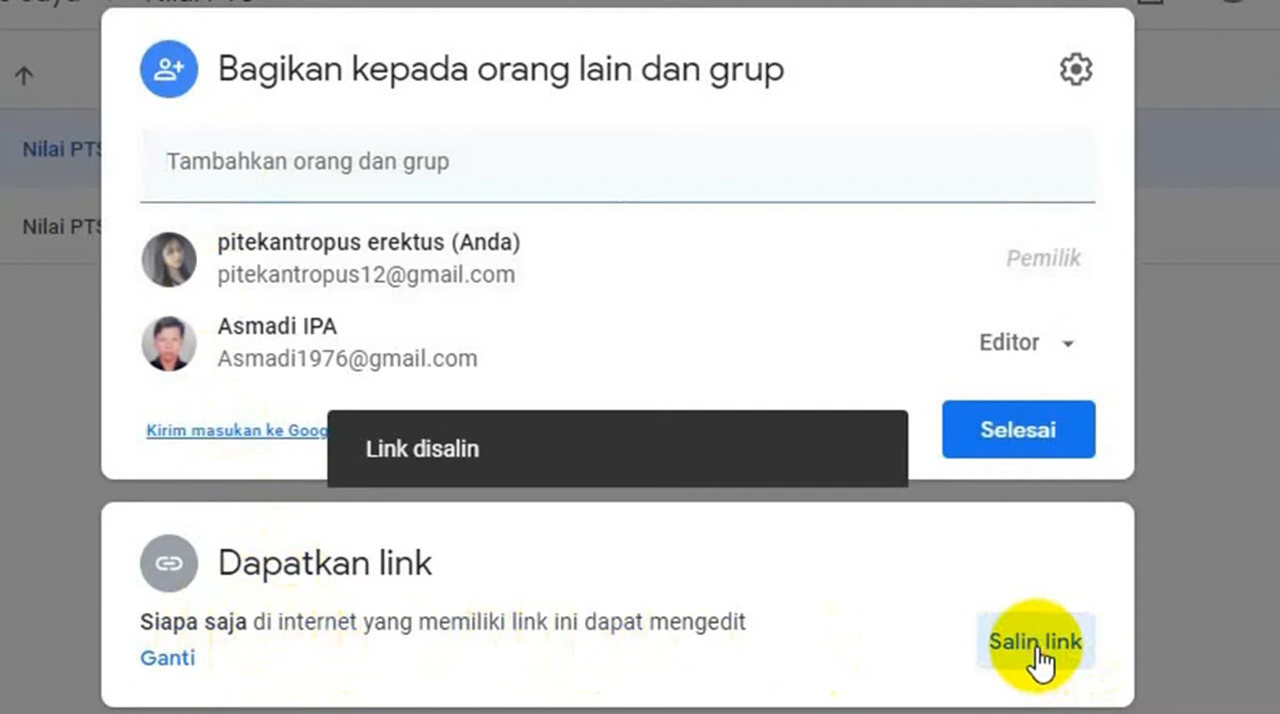 Bagikan kepada orang lain dan grup
Tambahkan orang dan grup
Nilai PTS
Nilai PTS
pitekantropus erektus (Anda)
pitekantropus12@gmail.com
Pemilik
Asmadi IPA
Asmadi1976@gmail.com
Editor
Kirim masukan ke Goog
Link disalin
Selesai
Dapatkan link
Siapa saja di internet yang memiliki link ini dapat mengedit
Salin link
Ganti